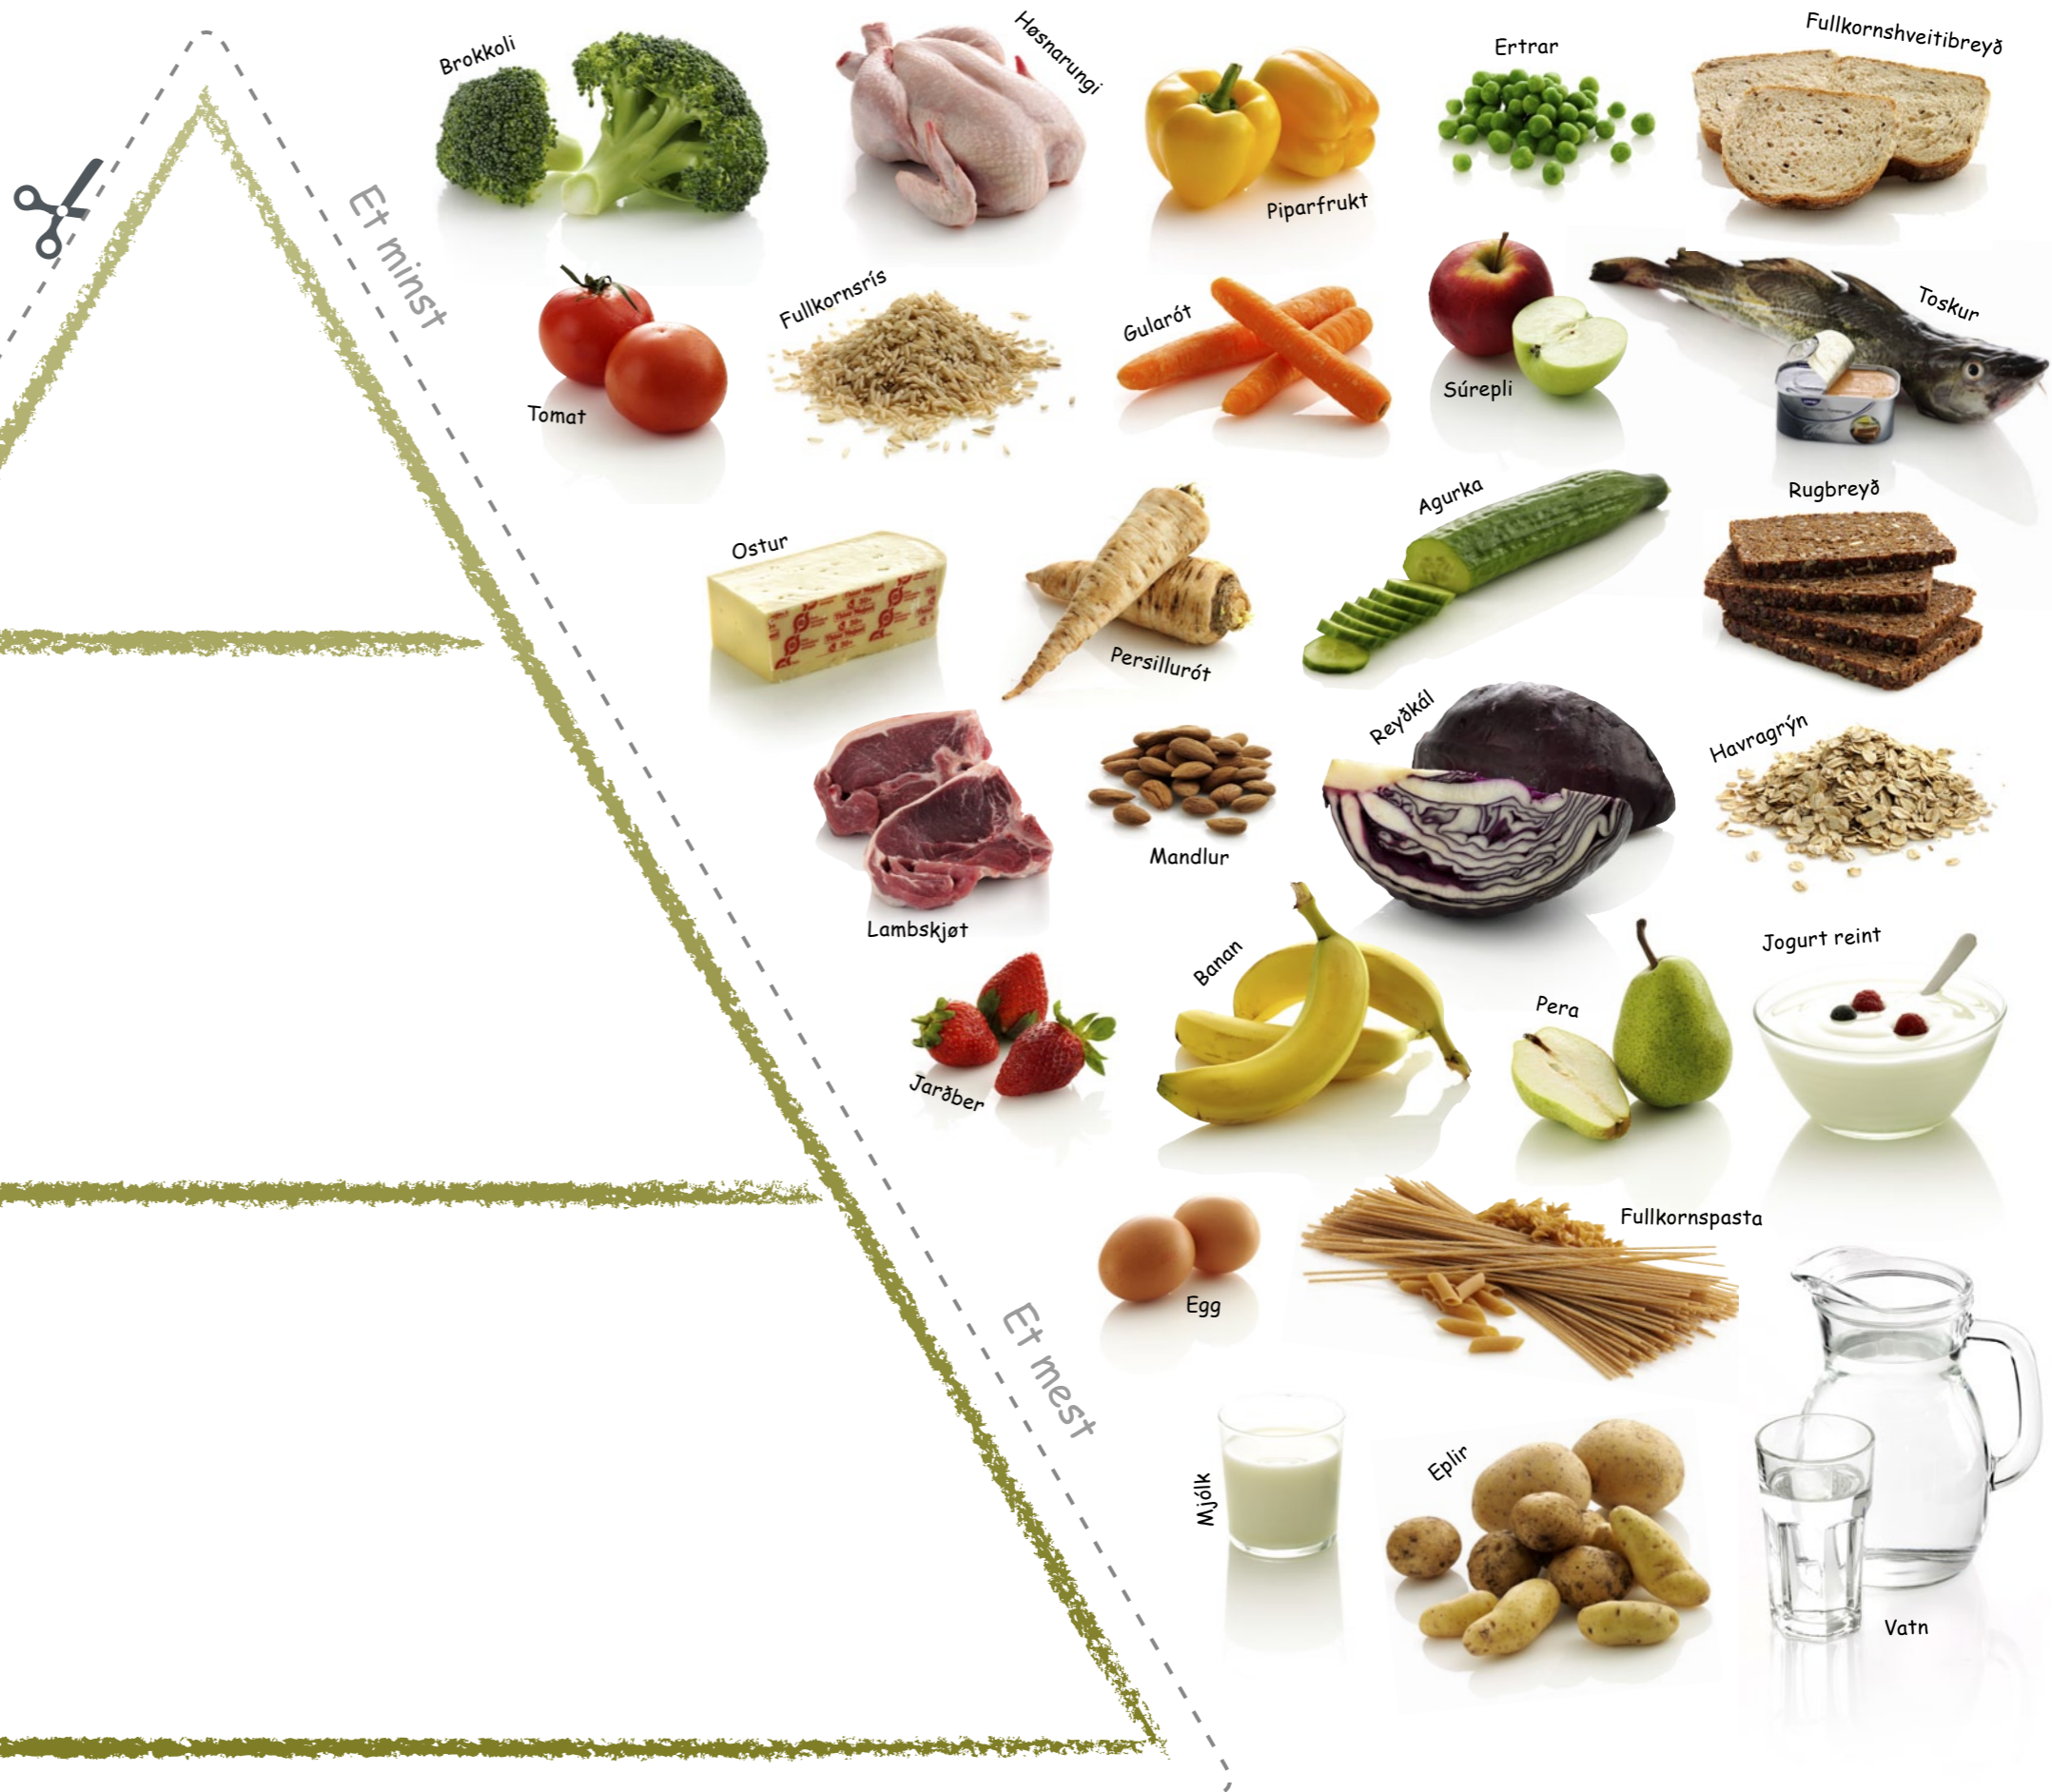 Brokkoli
Høsnarungi
Piparfrukt
Ertrar
Fullkornshveitibreyð
Et minst
Tomat
Fullkornsrís
Gularót
Súrepli
Toskur
Ostur
Persillurót
Agurka
Rugbreyð
Lambskjøt
Mandlur
Reyðkál
Havragrýn
Jarðber
Banan
Pera
Jogurt reint
Egg
Fullkornspasta
Et mest
Mjólk
Eplir
Vatn